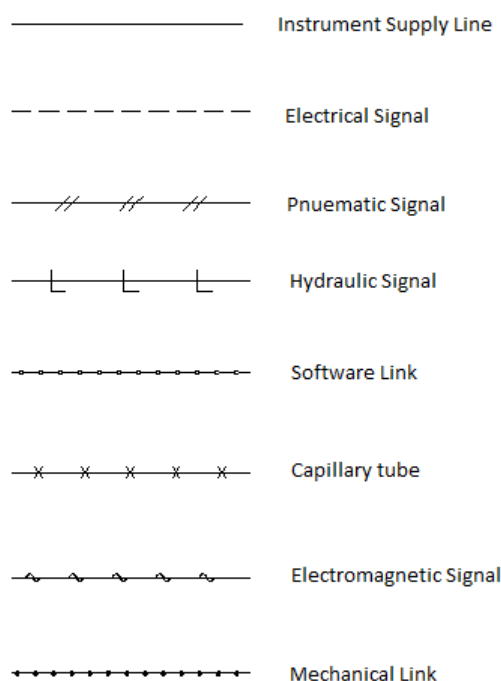 Instrument Supply Line
Electrical Signal
Pnuematic Signal
Hydraulic Signal
Software Link
Capillary tube
Electromagnetic Signal
Mechanical Link